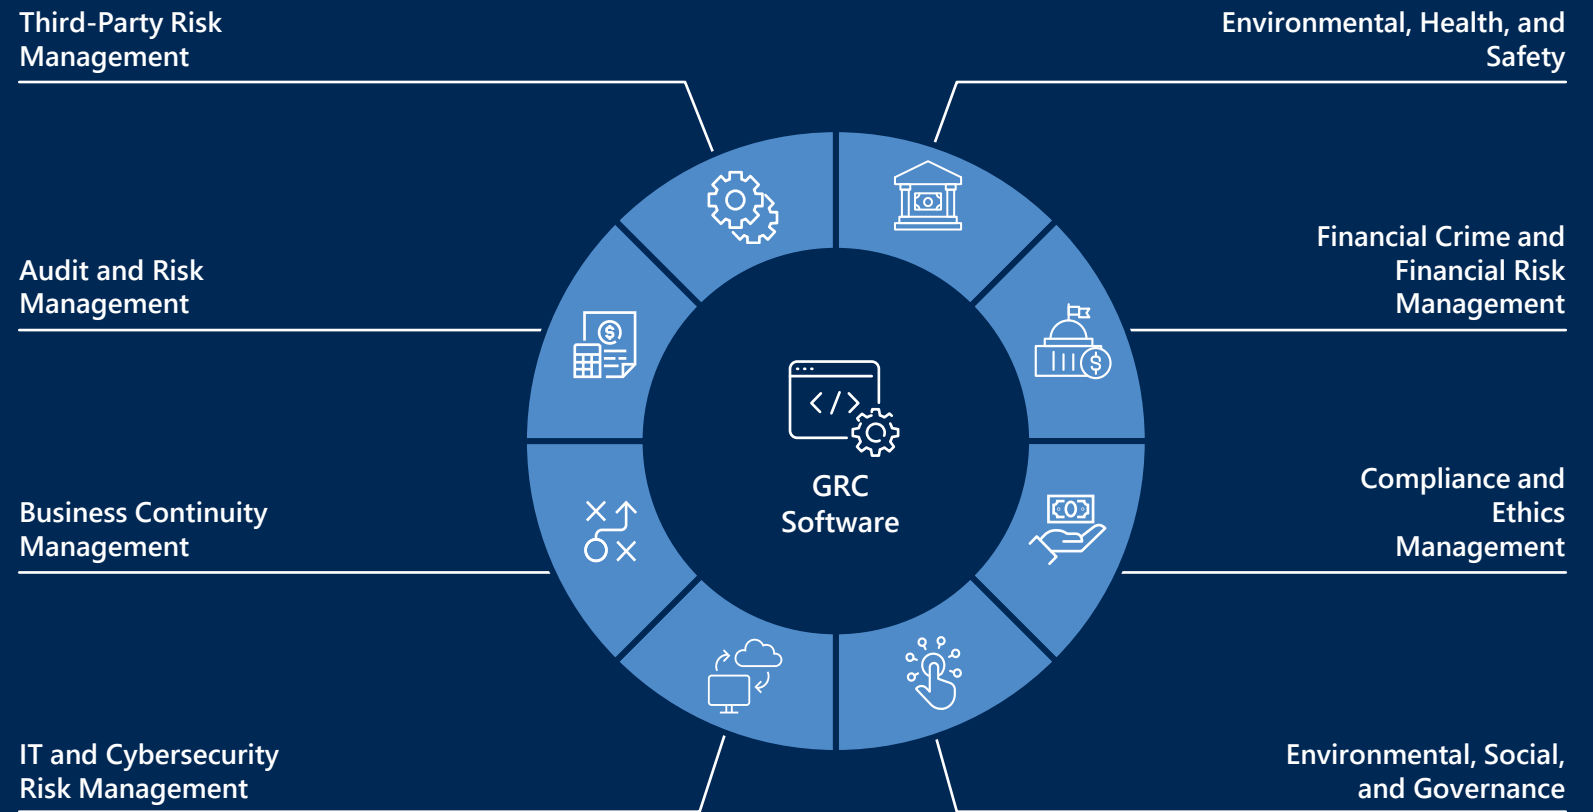 Third-Party Risk
Management
Environmental, Health, and
Safety
Audit and Risk
Management
Financial Crime and
Financial Risk
Management
GRC
Software
Business Continuity
Management
Compliance and
Ethics
Management
IT and Cybersecurity
Risk Management
Environmental, Social,
and Governance